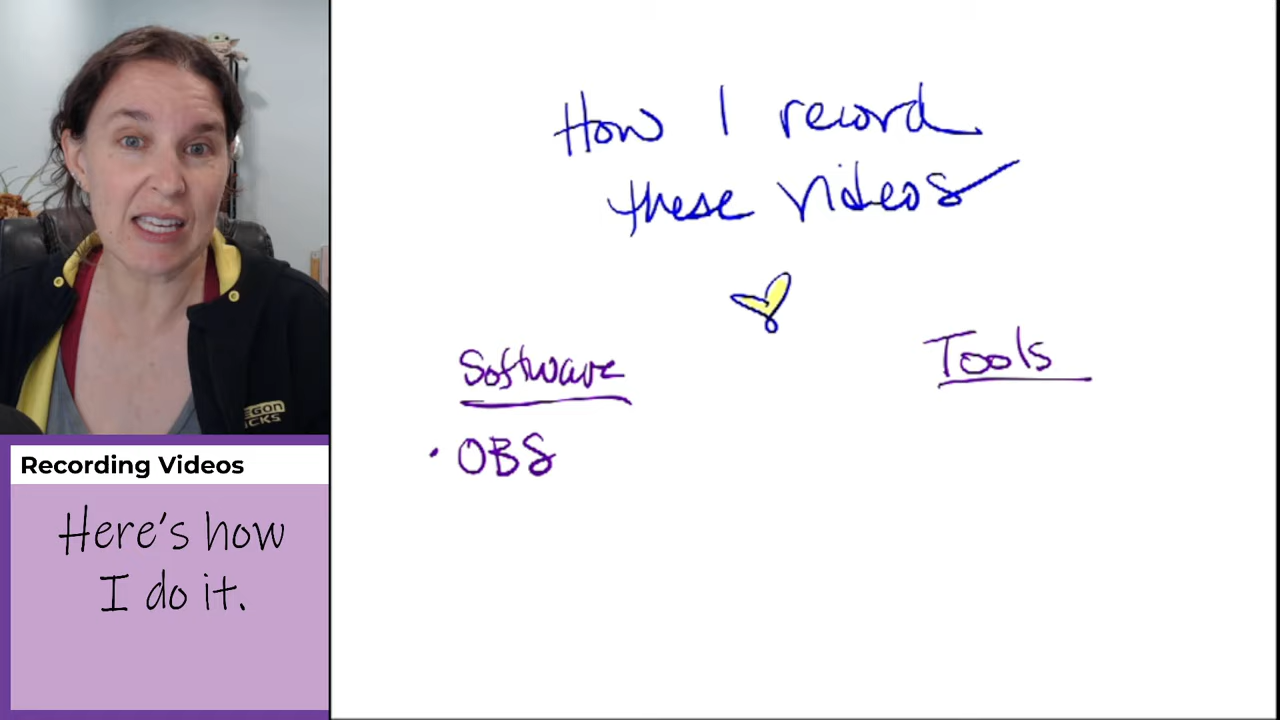 How I record
these videos
Software
Tools
· OBS
Recording Videos
Here's how
I do it.